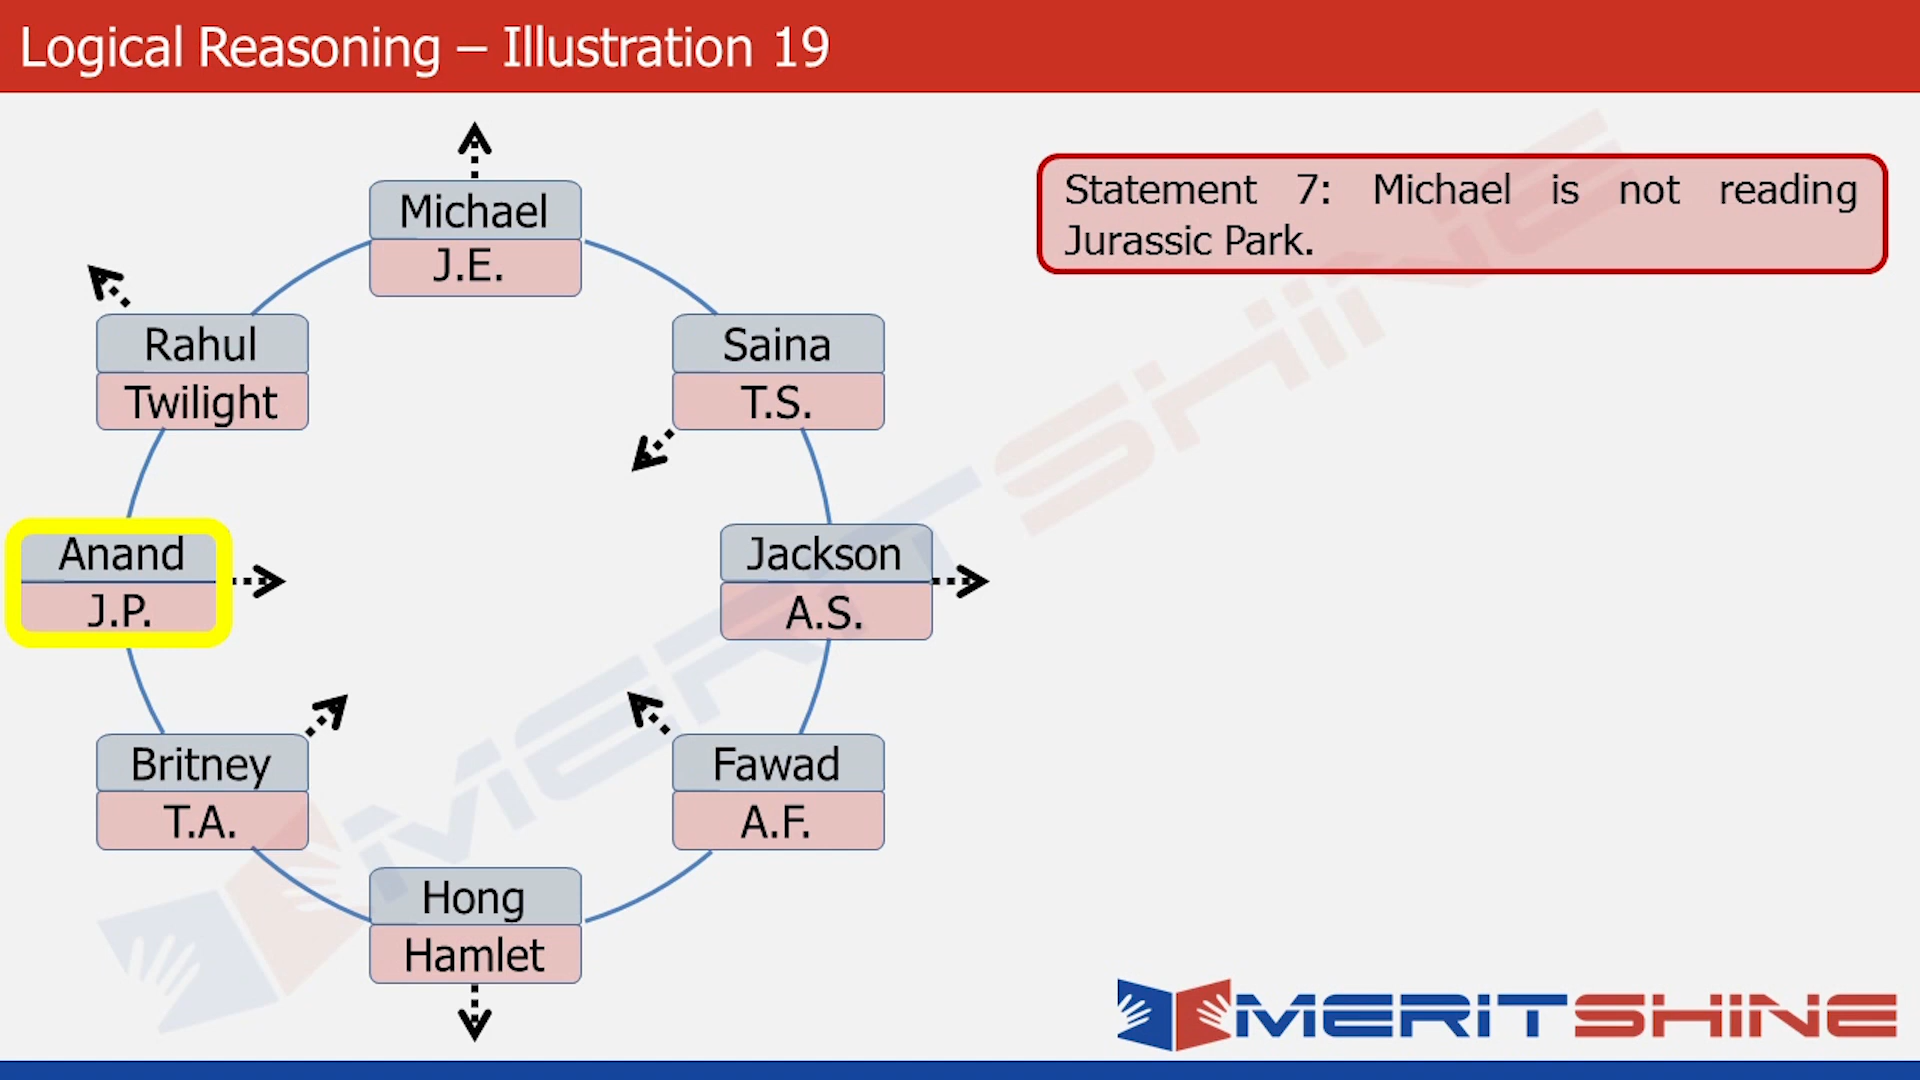 Logical Reasoning – Illustration 19
Statement 7: Michael is not reading
Jurassic Park.
Michael
J.E.
Rahul
Twilight
Saina
T.S.
Anand
J.P.
Jackson
A.S.
Britney
T.A.
Fawad
A.F.
Hong
Hamlet
MERITSHINE
MERITSHINE